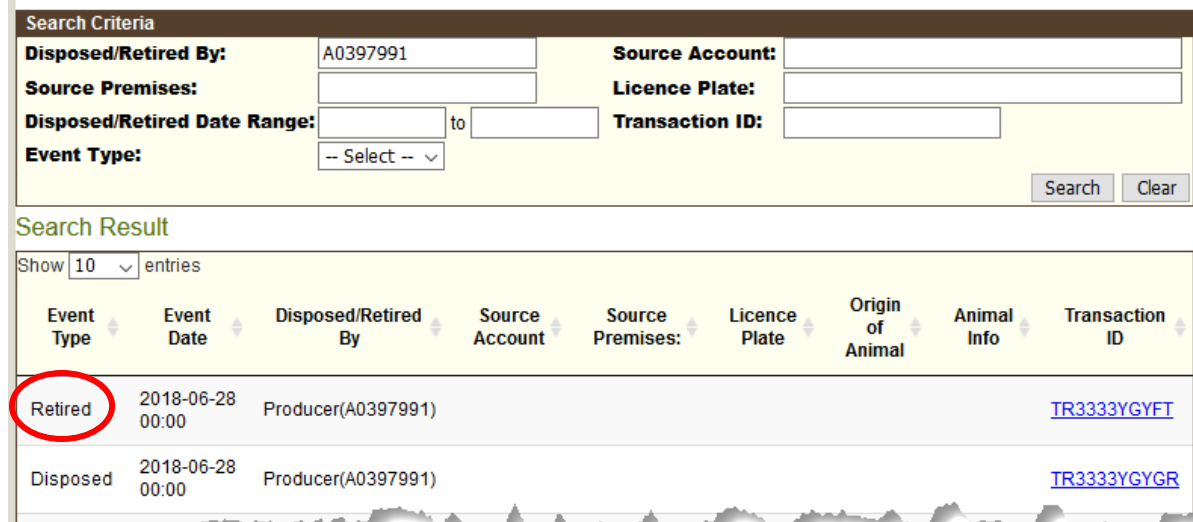 Search Criteria
Disposed/Retired By: A0397991 Source Account:
Source Premises: Licence Plate:
Disposed/Retired Date Range: to Transaction ID:
Event Type: -- Select --
Search Clear
Search Result
Show 10 entries
Event Type Event Date Disposed/Retired By Source Account Source Premises: Licence Plate Origin of Animal Animal Info Transaction ID
Retired 2018-06-28 00:00 Producer(A0397991) TR3333YGYFT
Disposed 2018-06-28 00:00 Producer(A0397991) TR3333YGYGR